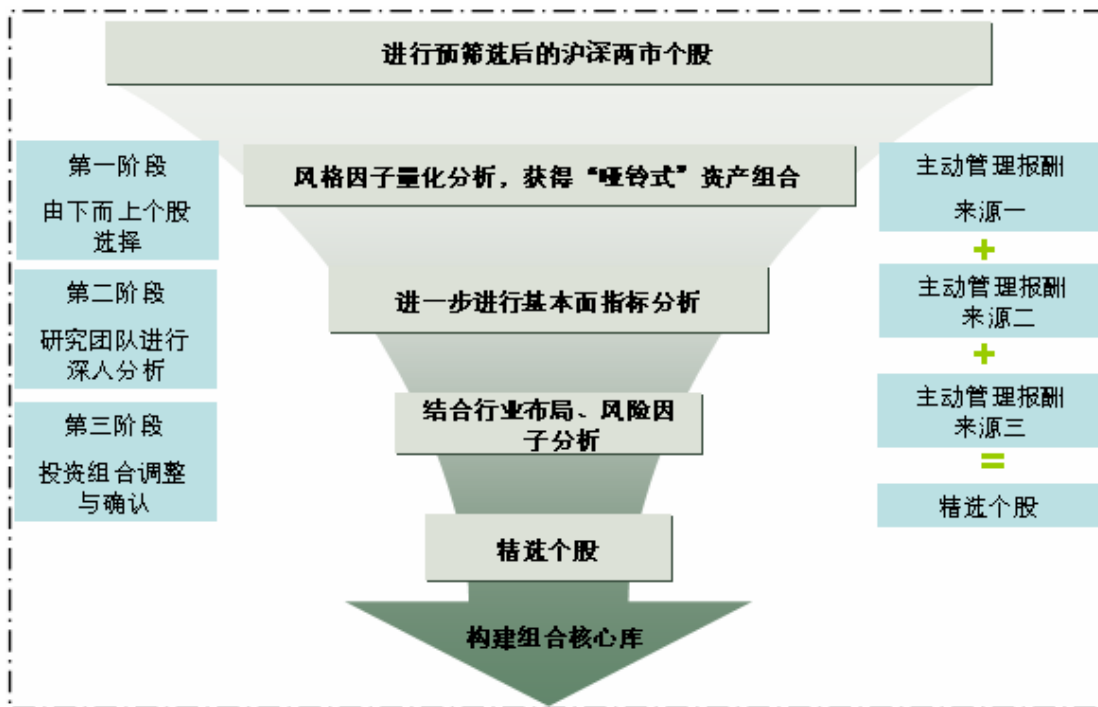 进行预筛选后的沪深两市个股
第一阶段
由下而上个股
选择
风格因子量化分析，获得“哑铃式”资产组合
主动管理报酬
来源一
+
第二阶段
研究团队进行
深入分析
进一步进行基本面指标分析
主动管理报酬
来源二
+
第三阶段
投资组合调整
与确认
结合行业布局、风险因
子分析
主动管理报酬
来源三
=
精选个股
精选个股
构建组合核心库